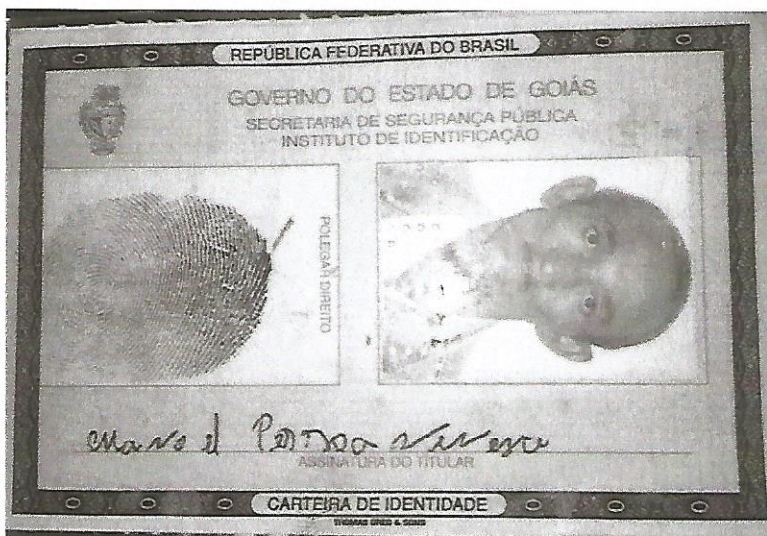 REPÚBLICA FEDERATIVA DO BRASIL
GOVERNO DO ESTADO DE GOIÁS
SECRETARIA DE SEGURANÇA PÚBLICA
INSTITUTO DE IDENTIFICAÇÃO
POLEGAR DIREITO
ASSINATURA DO TITULAR
CARTEIRA DE IDENTIDADE
THOMAS GREG & SONS